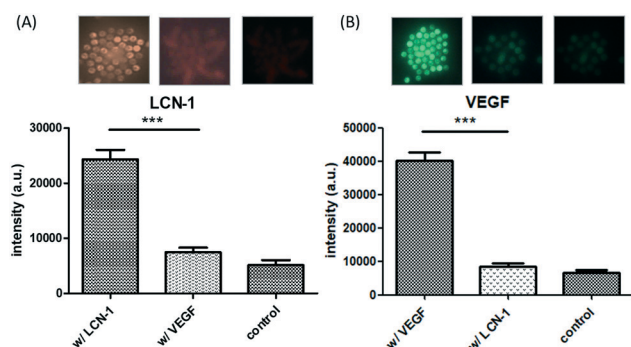 (A)
LCN-1
***
30000
20000
10000
0
intensity (a.u.)
w/ LCN-1
w/ VEGF
control
(B)
VEGF
***
50000
40000
30000
20000
10000
0
intensity (a.u.)
w/ VEGF
w/ LCN-1
control